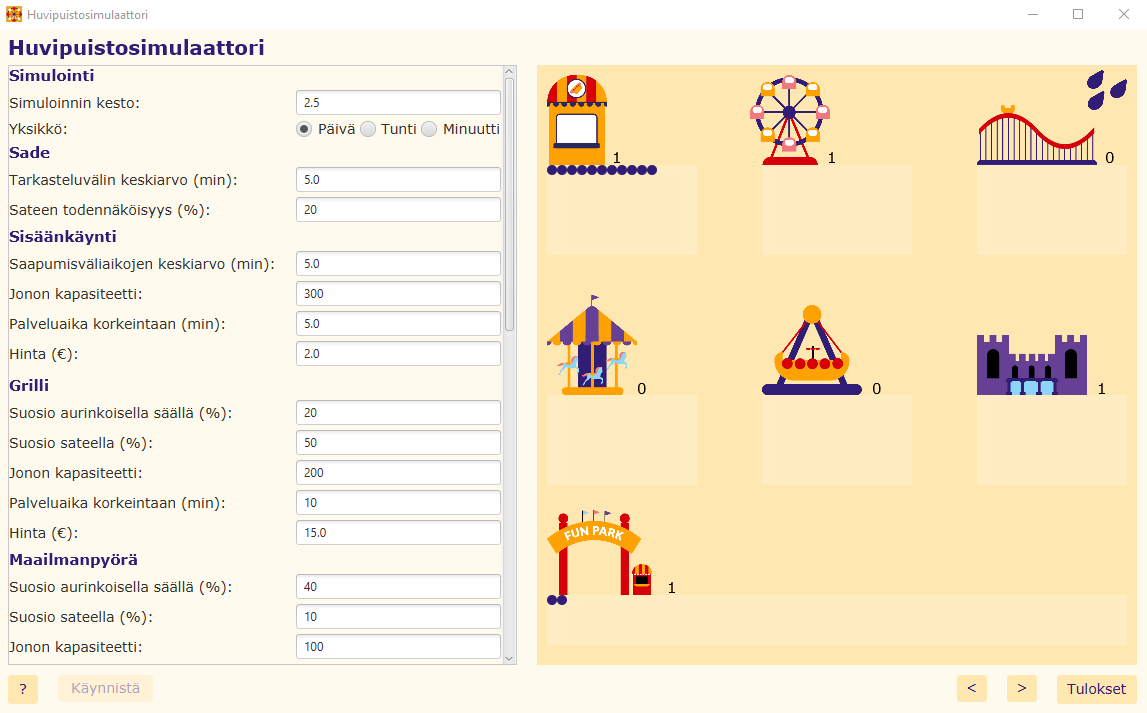 Huvipuistosimulaattori
Huvipuistosimulaattori
Simulointi
Simuloinnin kesto: 2.5
Yksikkö: Päivä Tunti Minuutti
Sade
Tarkasteluvälin keskiarvo (min): 5.0
Sateen todennäköisyys (%): 20
Sisäänkäynti
Saapumisväliaikojen keskiarvo (min): 5.0
Jonon kapasiteetti: 300
Palveluaika korkeintaan (min): 5.0
Hinta (€): 2.0
Grilli
Suosio aurinkoisella säällä (%): 20
Suosio sateella (%): 50
Jonon kapasiteetti: 200
Palveluaika korkeintaan (min): 10
Hinta (€): 15.0
Maailmanpyörä
Suosio aurinkoisella säällä (%): 40
Suosio sateella (%): 10
Jonon kapasiteetti: 100
? Käynnistä
1 1 0
0 0 1
FUN PARK
1
< > Tulokset